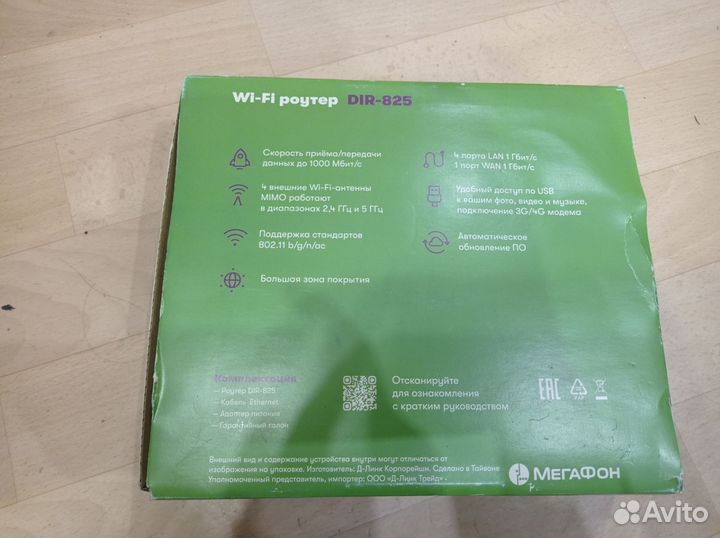 Wi-Fi роутер DIR-825
Скорость приёма/передачи
данных до 1000 Мбит/с
4 внешние Wi-Fi-антенны
MIMO работают
в диапазонах 2,4 ГГц и 5 ГГц
Поддержка стандартов
802.11 b/g/n/ac
Большая зона покрытия
4 порта LAN 1 Гбит/с
1 порт WAN 1 Гбит/с
Удобный доступ по USB
к вашим фото, видео и музыке,
подключение 3G/4G модема
Автоматическое
обновление ПО
Комплектация
— Роутер DIR-825
— Кабель Ethernet
— Адаптер питания
— Гарантийный талон
Отсканируйте
для ознакомления
с кратким руководством
EAC
PAP
Внешний вид и содержание устройства внутри могут отличаться от
изображения на упаковке. Изготовитель: Д-Линк Корпорейшн. Сделано в Тайване
Уполномоченный представитель, импортер: ООО «Д-Линк Трейд»
МЕГАФОН
Avito